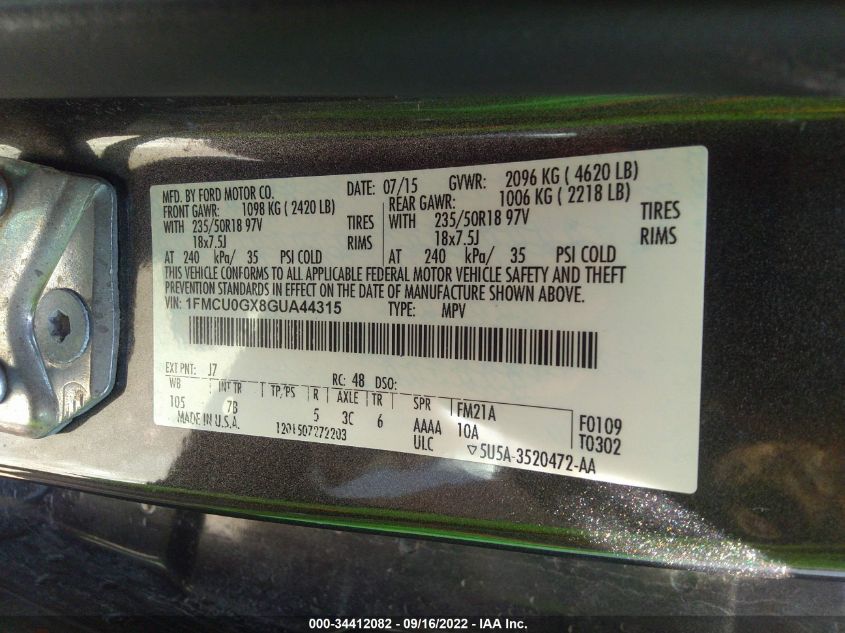 MFD. BY FORD MOTOR CO. DATE: 07/15 GVWR: 2096 KG ( 4620 LB)
FRONT GAWR: 1098 KG ( 2420 LB) REAR GAWR: 1006 KG ( 2218 LB)
WITH 235/50R18 97V TIRES WITH 235/50R18 97V TIRES
18x7.5J RIMS 18x7.5J RIMS
AT 240 kPa/ 35 PSI COLD AT 240 kPa/ 35 PSI COLD
THIS VEHICLE CONFORMS TO ALL APPLICABLE FEDERAL MOTOR VEHICLE SAFETY AND THEFT
PREVENTION STANDARDS IN EFFECT ON THE DATE OF MANUFACTURE SHOWN ABOVE.
VIN: 1FMCU0GX8GUA44315 TYPE: MPV
EXT PNT: J7 RC: 48 DSO:
WB INT TR TP/PS R AXLE TR SPR FM21A
105 7B 5 3C 6 AAAA 10A F0109
MADE IN U.S.A. 1201507272203 ULC ▽5U5A-3520472-AA T0302
000-34412082 - 09/16/2022 - IAA Inc.